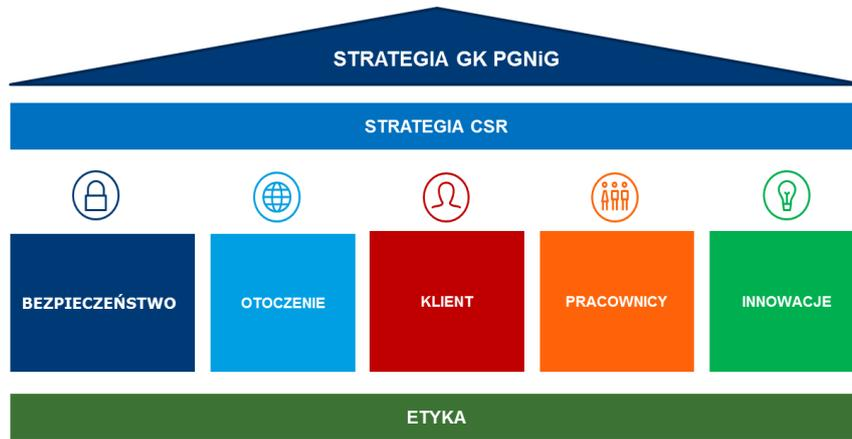 STRATEGIA GK PGNiG
STRATEGIA CSR
BEZPIECZEŃSTWO
OTOCZENIE
KLIENT
PRACOWNICY
INNOWACJE
ETYKA